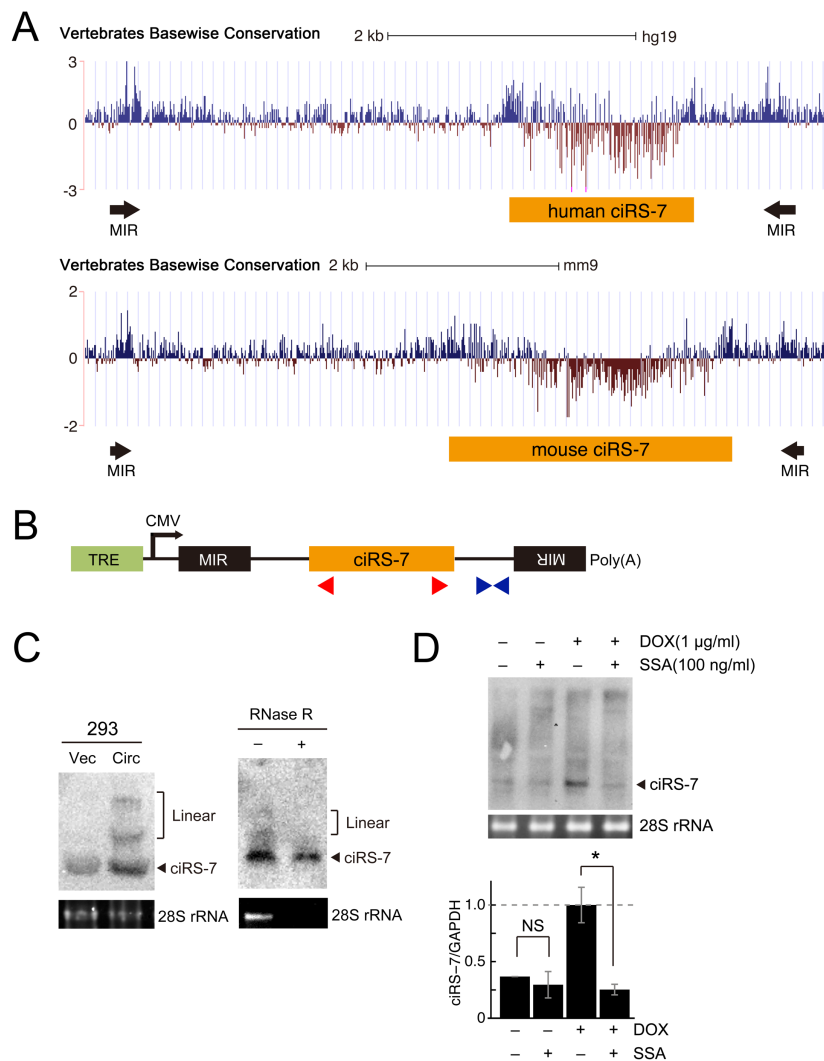 A
Vertebrates Basewise Conservation 2 kb hg19
3
0
-3
human ciRS-7
MIR MIR
Vertebrates Basewise Conservation 2 kb mm9
2
0
-2
mouse ciRS-7
MIR MIR
B
CMV
TRE MIR ciRS-7 MIR Poly(A)
C
293
Vec Circ
Linear
ciRS-7
28S rRNA
RNase R
– +
Linear
ciRS-7
28S rRNA
D
– – + + DOX(1 μg/ml)
– + – + SSA(100 ng/ml)
ciRS-7
28S rRNA
*
NS
ciRS-7/GAPDH
1.0
0.5
0
– – + + DOX
– + – + SSA